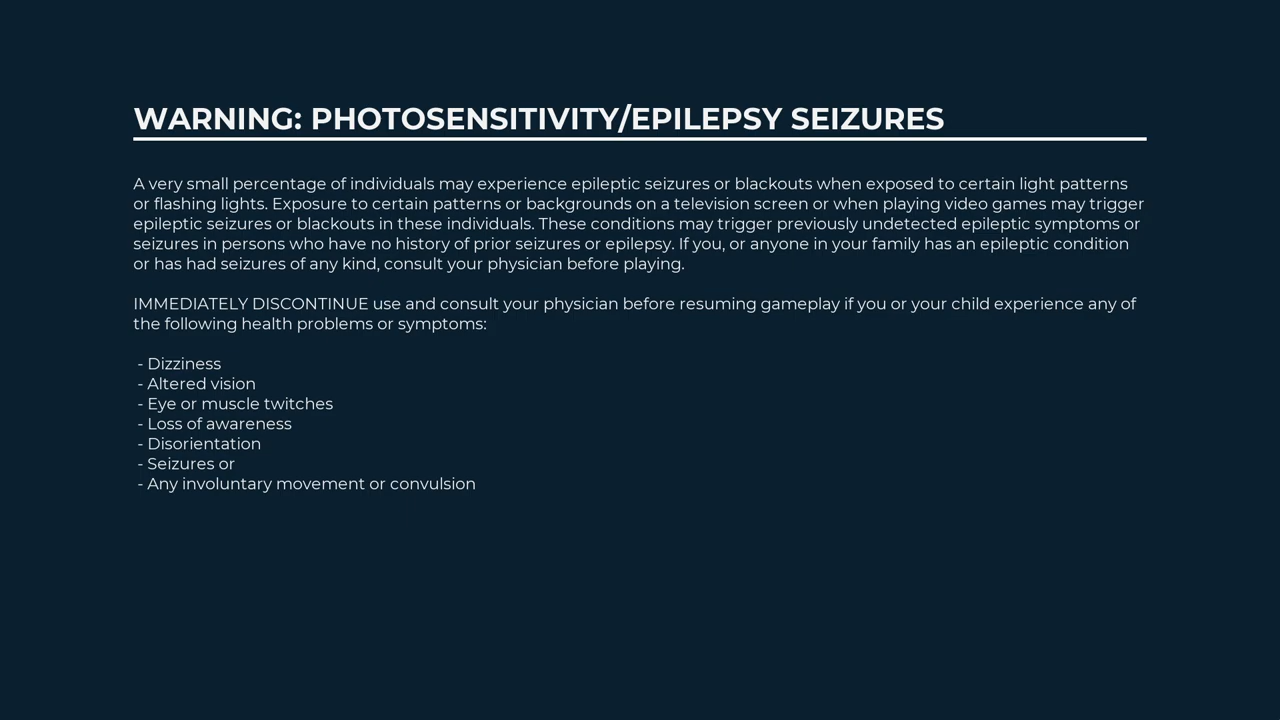 WARNING: PHOTOSENSITIVITY/EPILEPSY SEIZURES
A very small percentage of individuals may experience epileptic seizures or blackouts when exposed to certain light patterns
or flashing lights. Exposure to certain patterns or backgrounds on a television screen or when playing video games may trigger
epileptic seizures or blackouts in these individuals. These conditions may trigger previously undetected epileptic symptoms or
seizures in persons who have no history of prior seizures or epilepsy. If you, or anyone in your family has an epileptic condition
or has had seizures of any kind, consult your physician before playing.
IMMEDIATELY DISCONTINUE use and consult your physician before resuming gameplay if you or your child experience any of
the following health problems or symptoms:
- Dizziness
- Altered vision
- Eye or muscle twitches
- Loss of awareness
- Disorientation
- Seizures or
- Any involuntary movement or convulsion